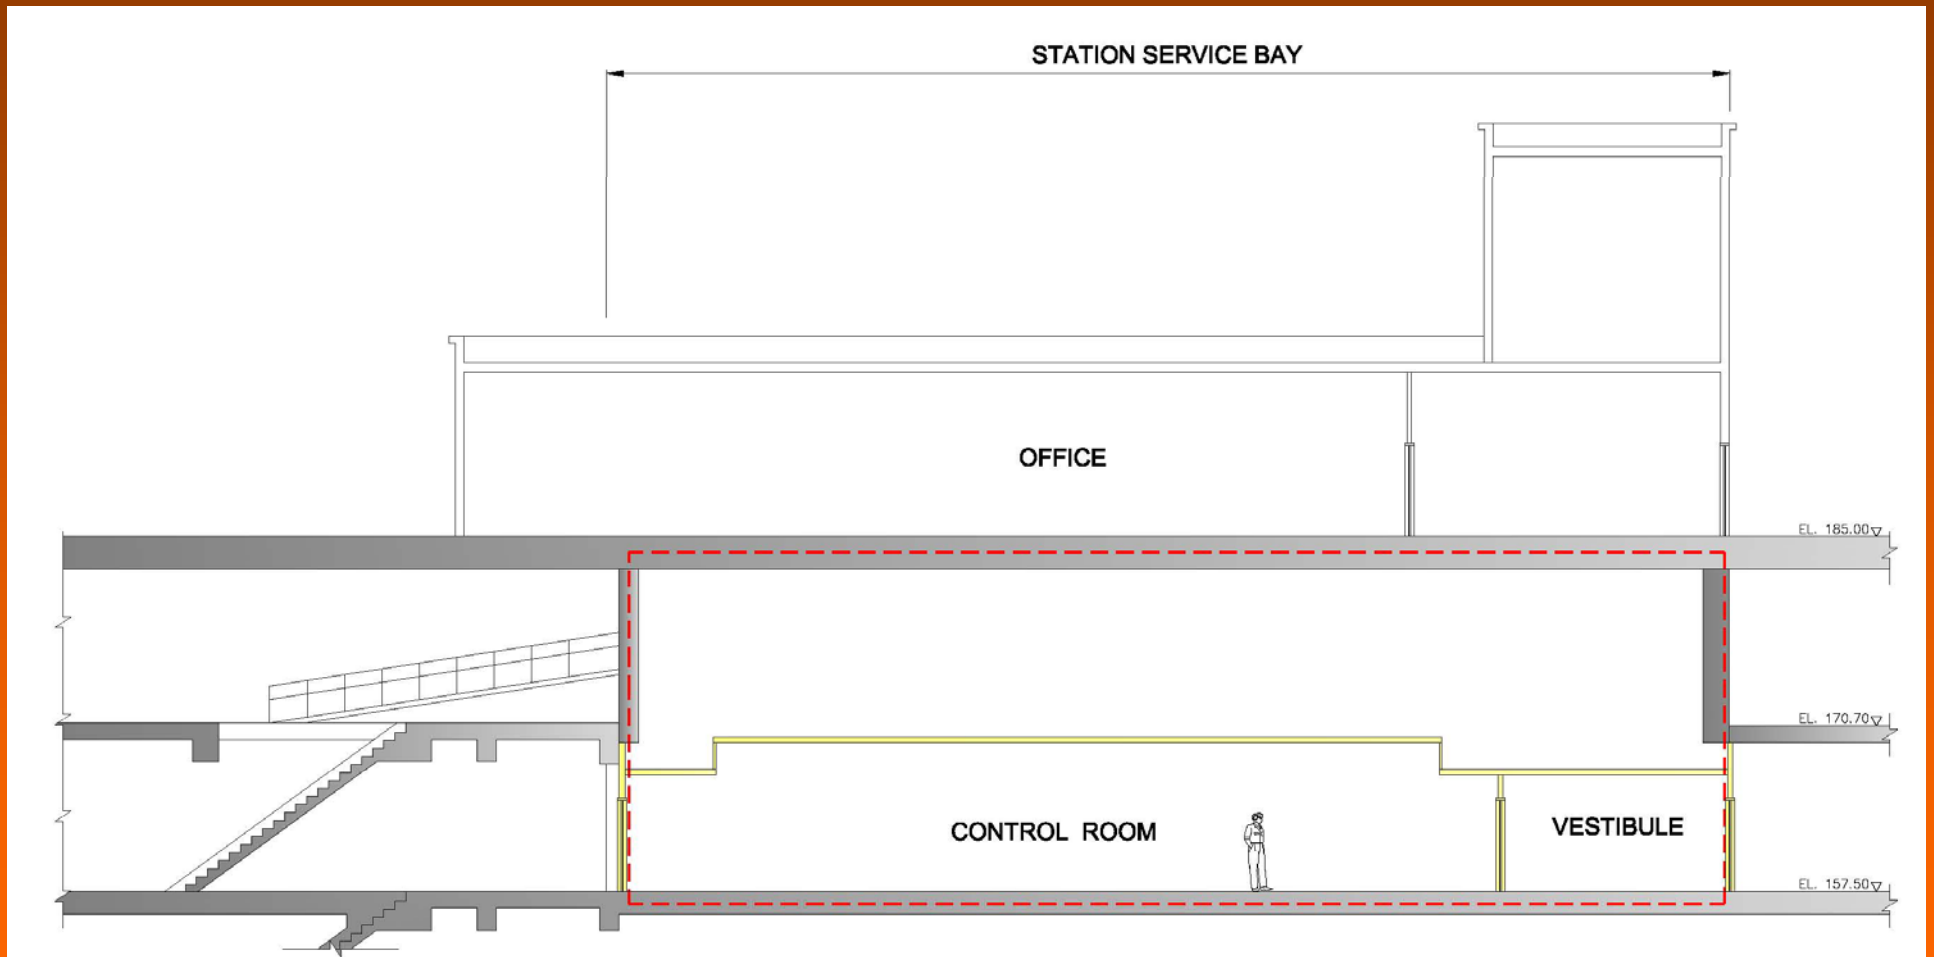 STATION SERVICE BAY
OFFICE
EL. 185.00
EL. 170.70
CONTROL ROOM
VESTIBULE
EL. 157.50